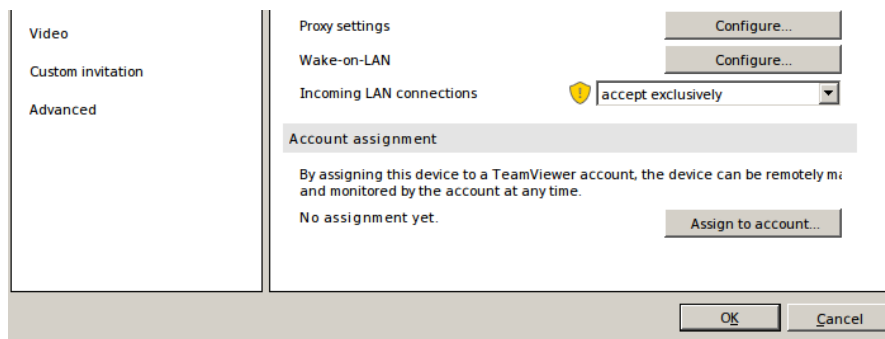 Video
Custom invitation
Advanced
Proxy settings
Configure...
Wake-on-LAN
Configure...
Incoming LAN connections
accept exclusively
Account assignment
By assigning this device to a TeamViewer account, the device can be remotely ma
and monitored by the account at any time.
No assignment yet.
Assign to account...
OK
Cancel